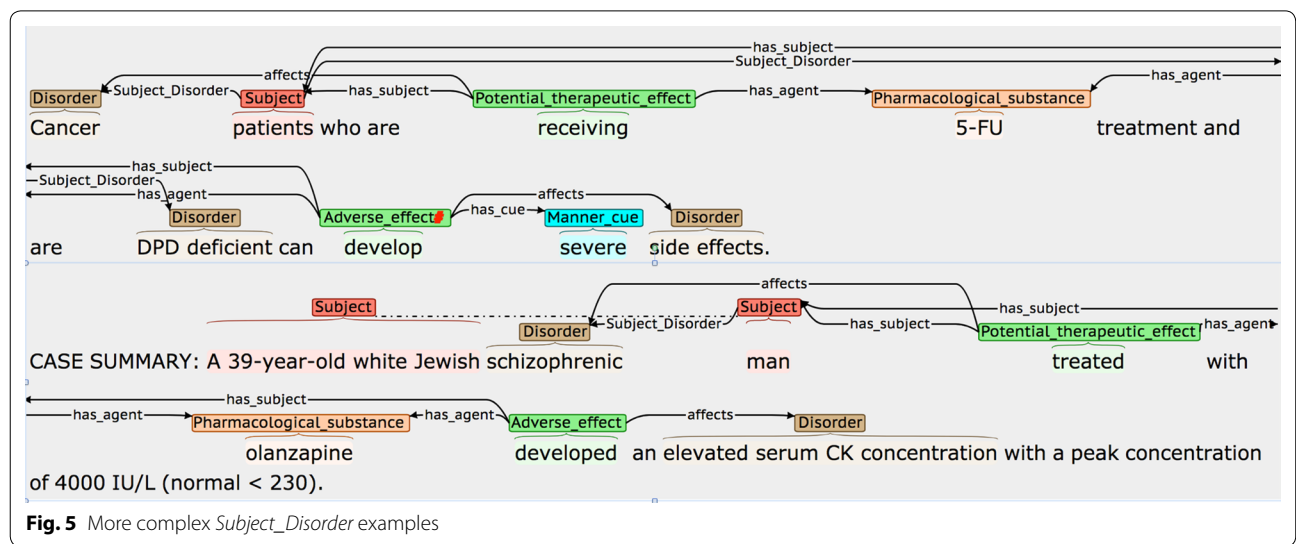 has_subject
Subject_Disorder
affects has_agent
Disorder Subject_Disorder Subject has_subject Potential_therapeutic_effect has_agent Pharmacological_substance
Cancer patients who are receiving 5-FU treatment and
has_subject
Subject_Disorder
has_agent affects
Disorder Adverse_effect has_cue Manner_cue Disorder
are DPD deficient can develop severe side effects.
affects
Subject Subject has_subject
Disorder Subject_Disorder has_subject Potential_therapeutic_effect has_agent
CASE SUMMARY: A 39-year-old white Jewish schizophrenic man treated with
has_subject
has_agent Pharmacological_substance has_agent Adverse_effect affects Disorder
olanzapine developed an elevated serum CK concentration with a peak concentration
of 4000 IU/L (normal < 230).
Fig. 5 More complex Subject_Disorder examples